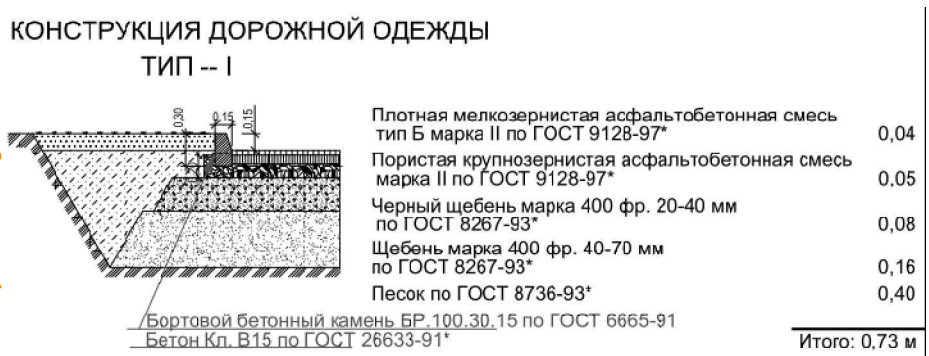 КОНСТРУКЦИЯ ДОРОЖНОЙ ОДЕЖДЫ
ТИП -- I
0,30
0,15
0,15
Плотная мелкозернистая асфальтобетонная смесь
тип Б марка II по ГОСТ 9128-97* 0,04
Пористая крупнозернистая асфальтобетонная смесь
марка II по ГОСТ 9128-97* 0,05
Черный щебень марка 400 фр. 20-40 мм
по ГОСТ 8267-93* 0,08
Щебень марка 400 фр. 40-70 мм
по ГОСТ 8267-93* 0,16
Песок по ГОСТ 8736-93* 0,40
Бортовой бетонный камень БР.100.30.15 по ГОСТ 6665-91
Бетон Кл. В15 по ГОСТ 26633-91*
Итого: 0,73 м